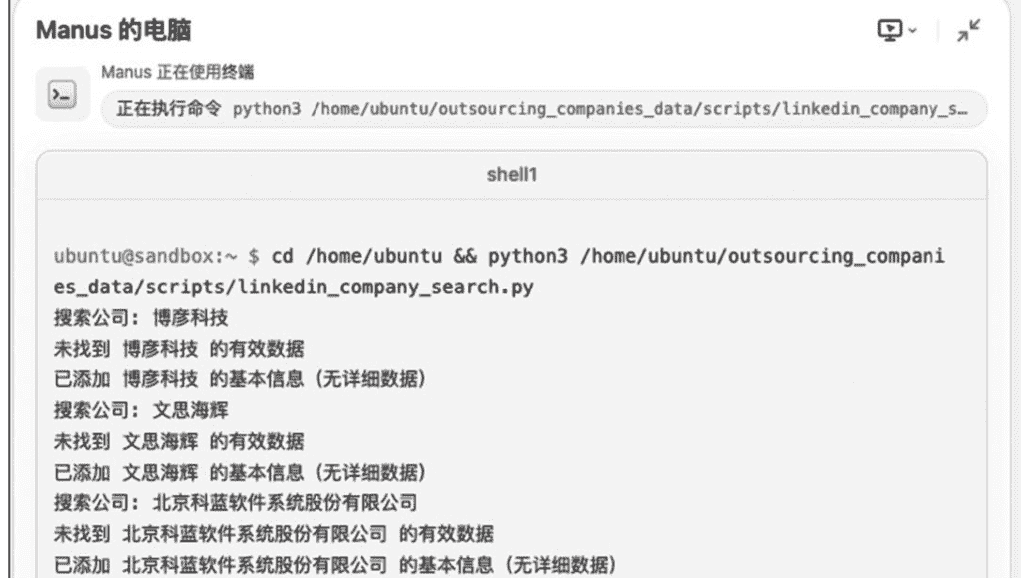 Manus 的电脑
Manus 正在使用终端
正在执行命令 python3 /home/ubuntu/outsourcing_companies_data/scripts/linkedin_company_s…
shell1
ubuntu@sandbox:~ $ cd /home/ubuntu && python3 /home/ubuntu/outsourcing_compani
es_data/scripts/linkedin_company_search.py
搜索公司: 博彦科技
未找到 博彦科技 的有效数据
已添加 博彦科技 的基本信息（无详细数据）
搜索公司: 文思海辉
未找到 文思海辉 的有效数据
已添加 文思海辉 的基本信息（无详细数据）
搜索公司: 北京科蓝软件系统股份有限公司
未找到 北京科蓝软件系统股份有限公司 的有效数据
已添加 北京科蓝软件系统股份有限公司 的基本信息（无详细数据）